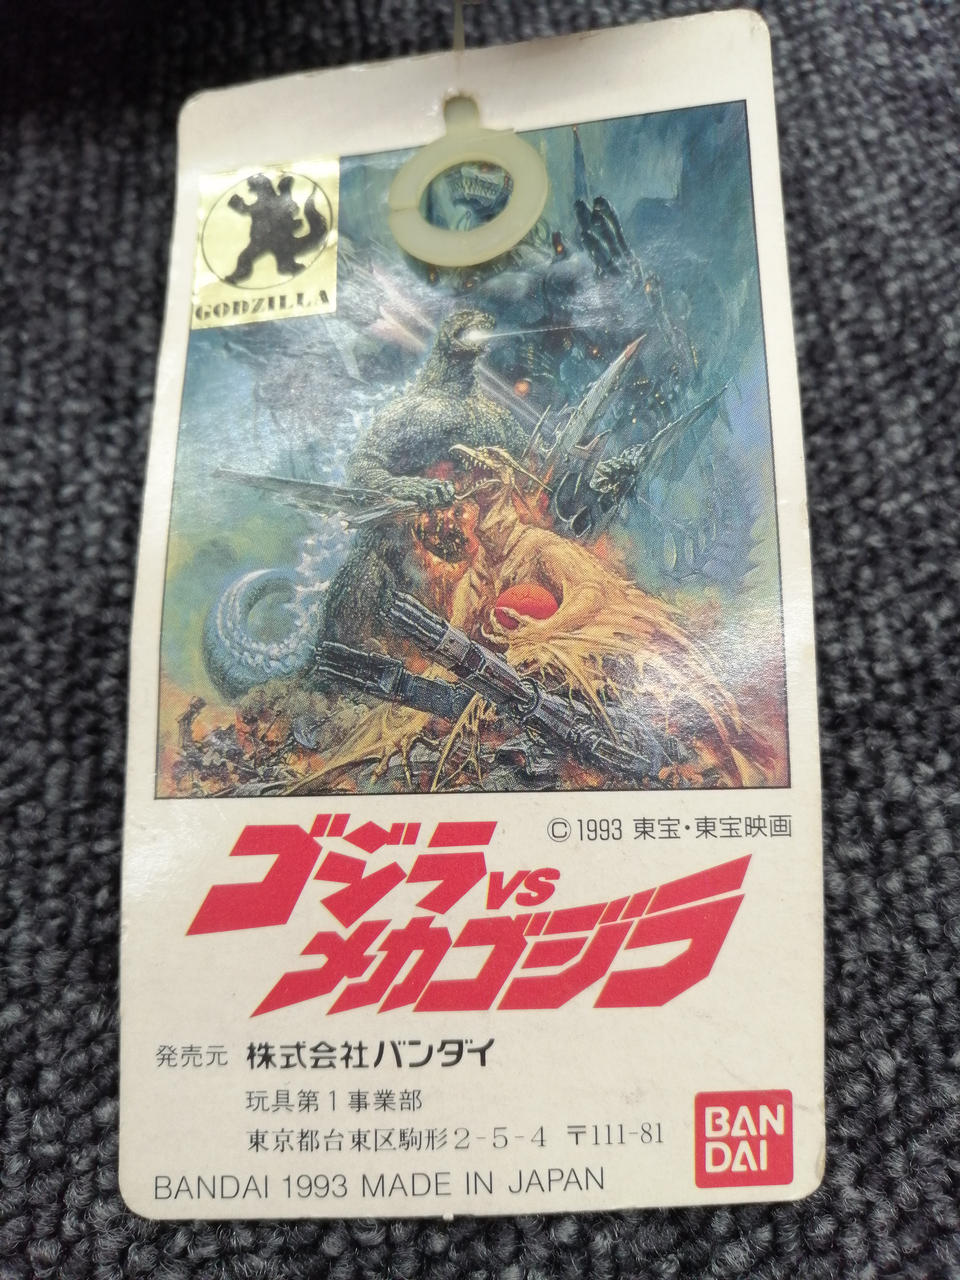 GODZILLA
©1993 東宝・東宝映画
ゴジラVS
メカゴジラ
発売元 株式会社バンダイ
玩具第1事業部
東京都台東区駒形2-5-4 〒111-81
BANDAI 1993 MADE IN JAPAN
BAN
DAI